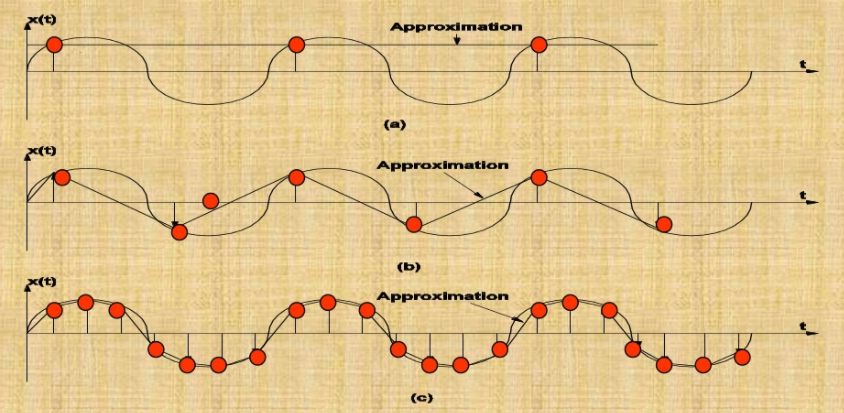 x(t)
Approximation
t
(a)
x(t)
Approximation
t
(b)
x(t)
Approximation
t
(c)